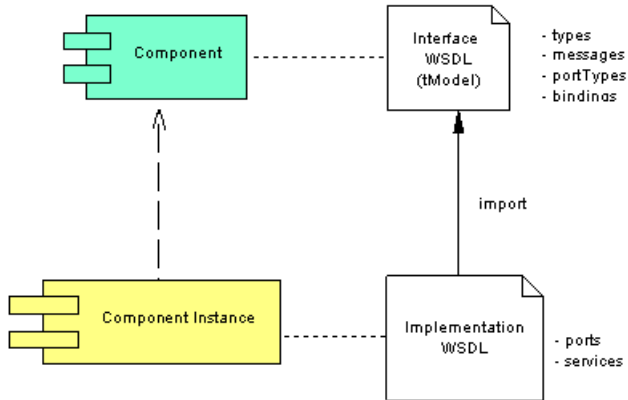 Component
Interface
WSDL
(tModel)
- types
- messages
- portTypes
- bindings
import
Component Instance
Implementation
WSDL
- ports
- services